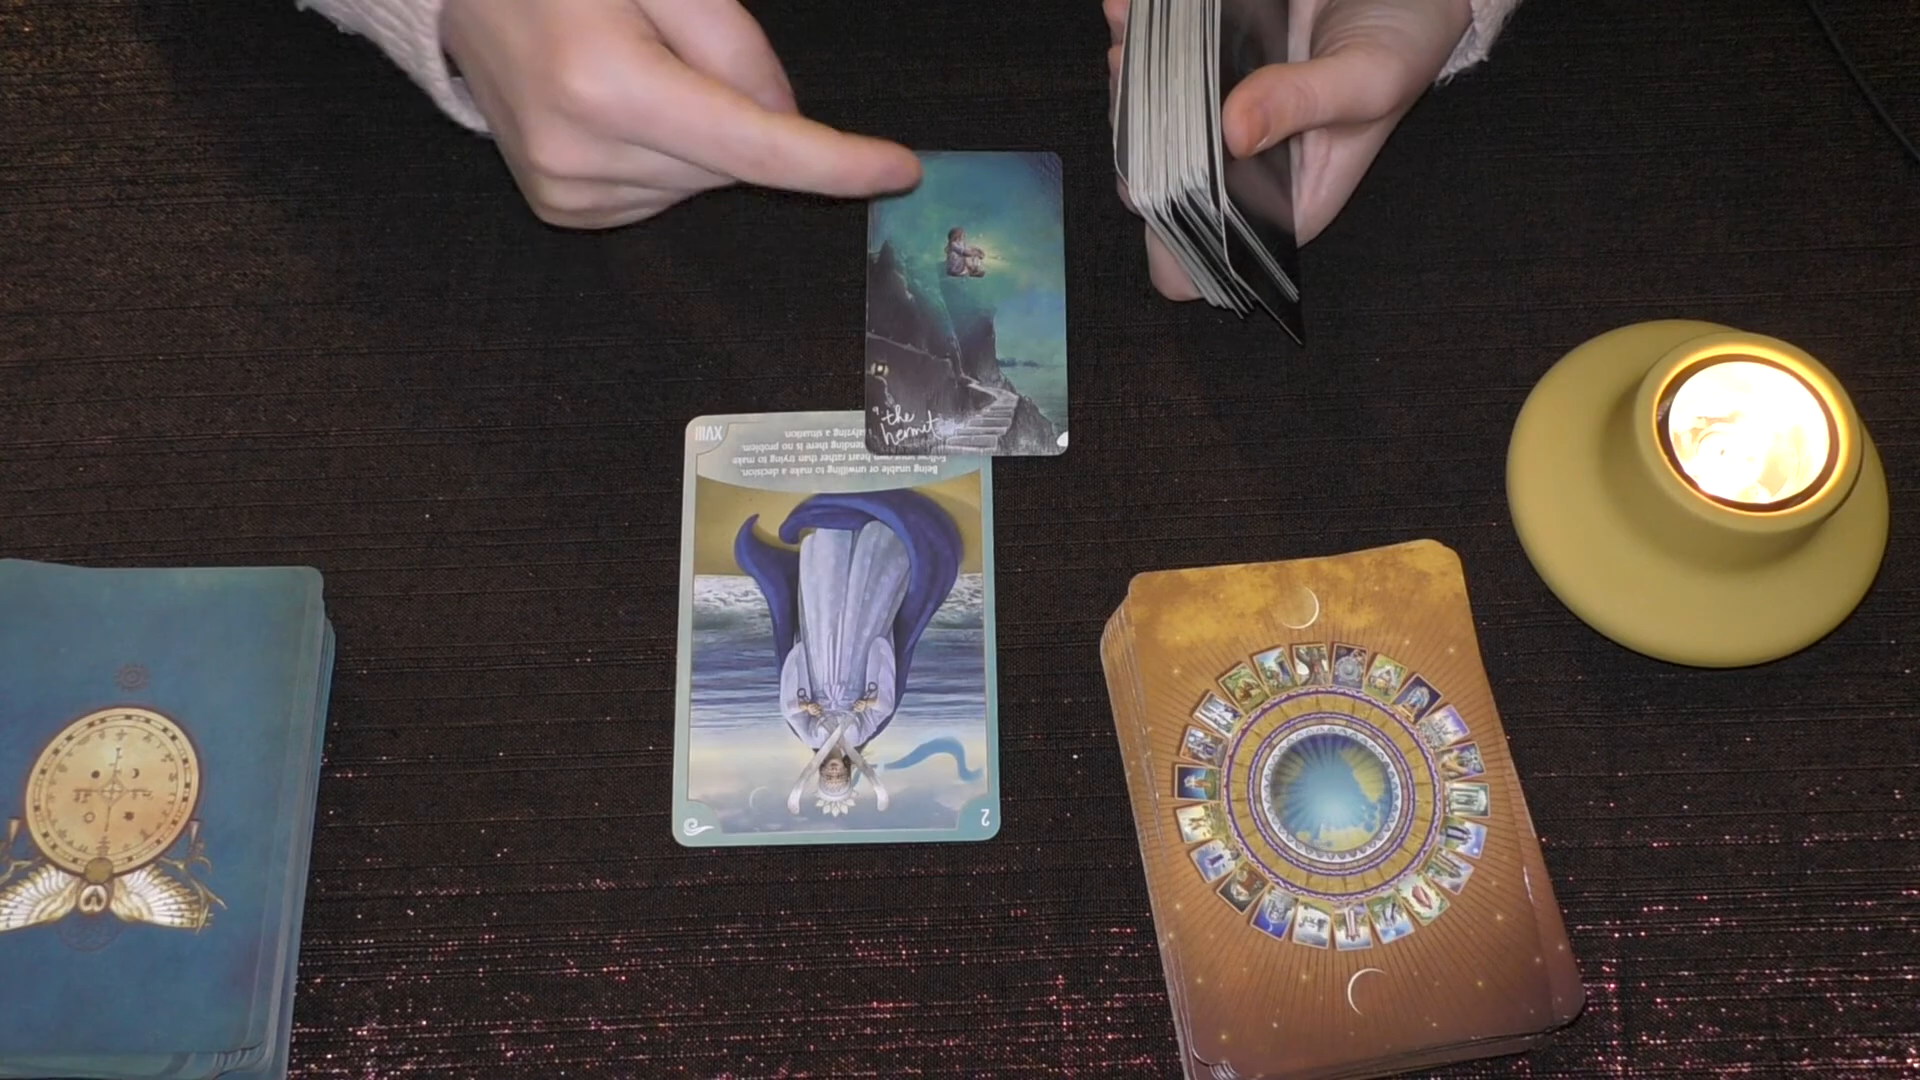 9
the
hermit
2
Being unable or unwilling to make a decision.
your own heart rather than trying to make
there is no problem.
a situation.
XVIII